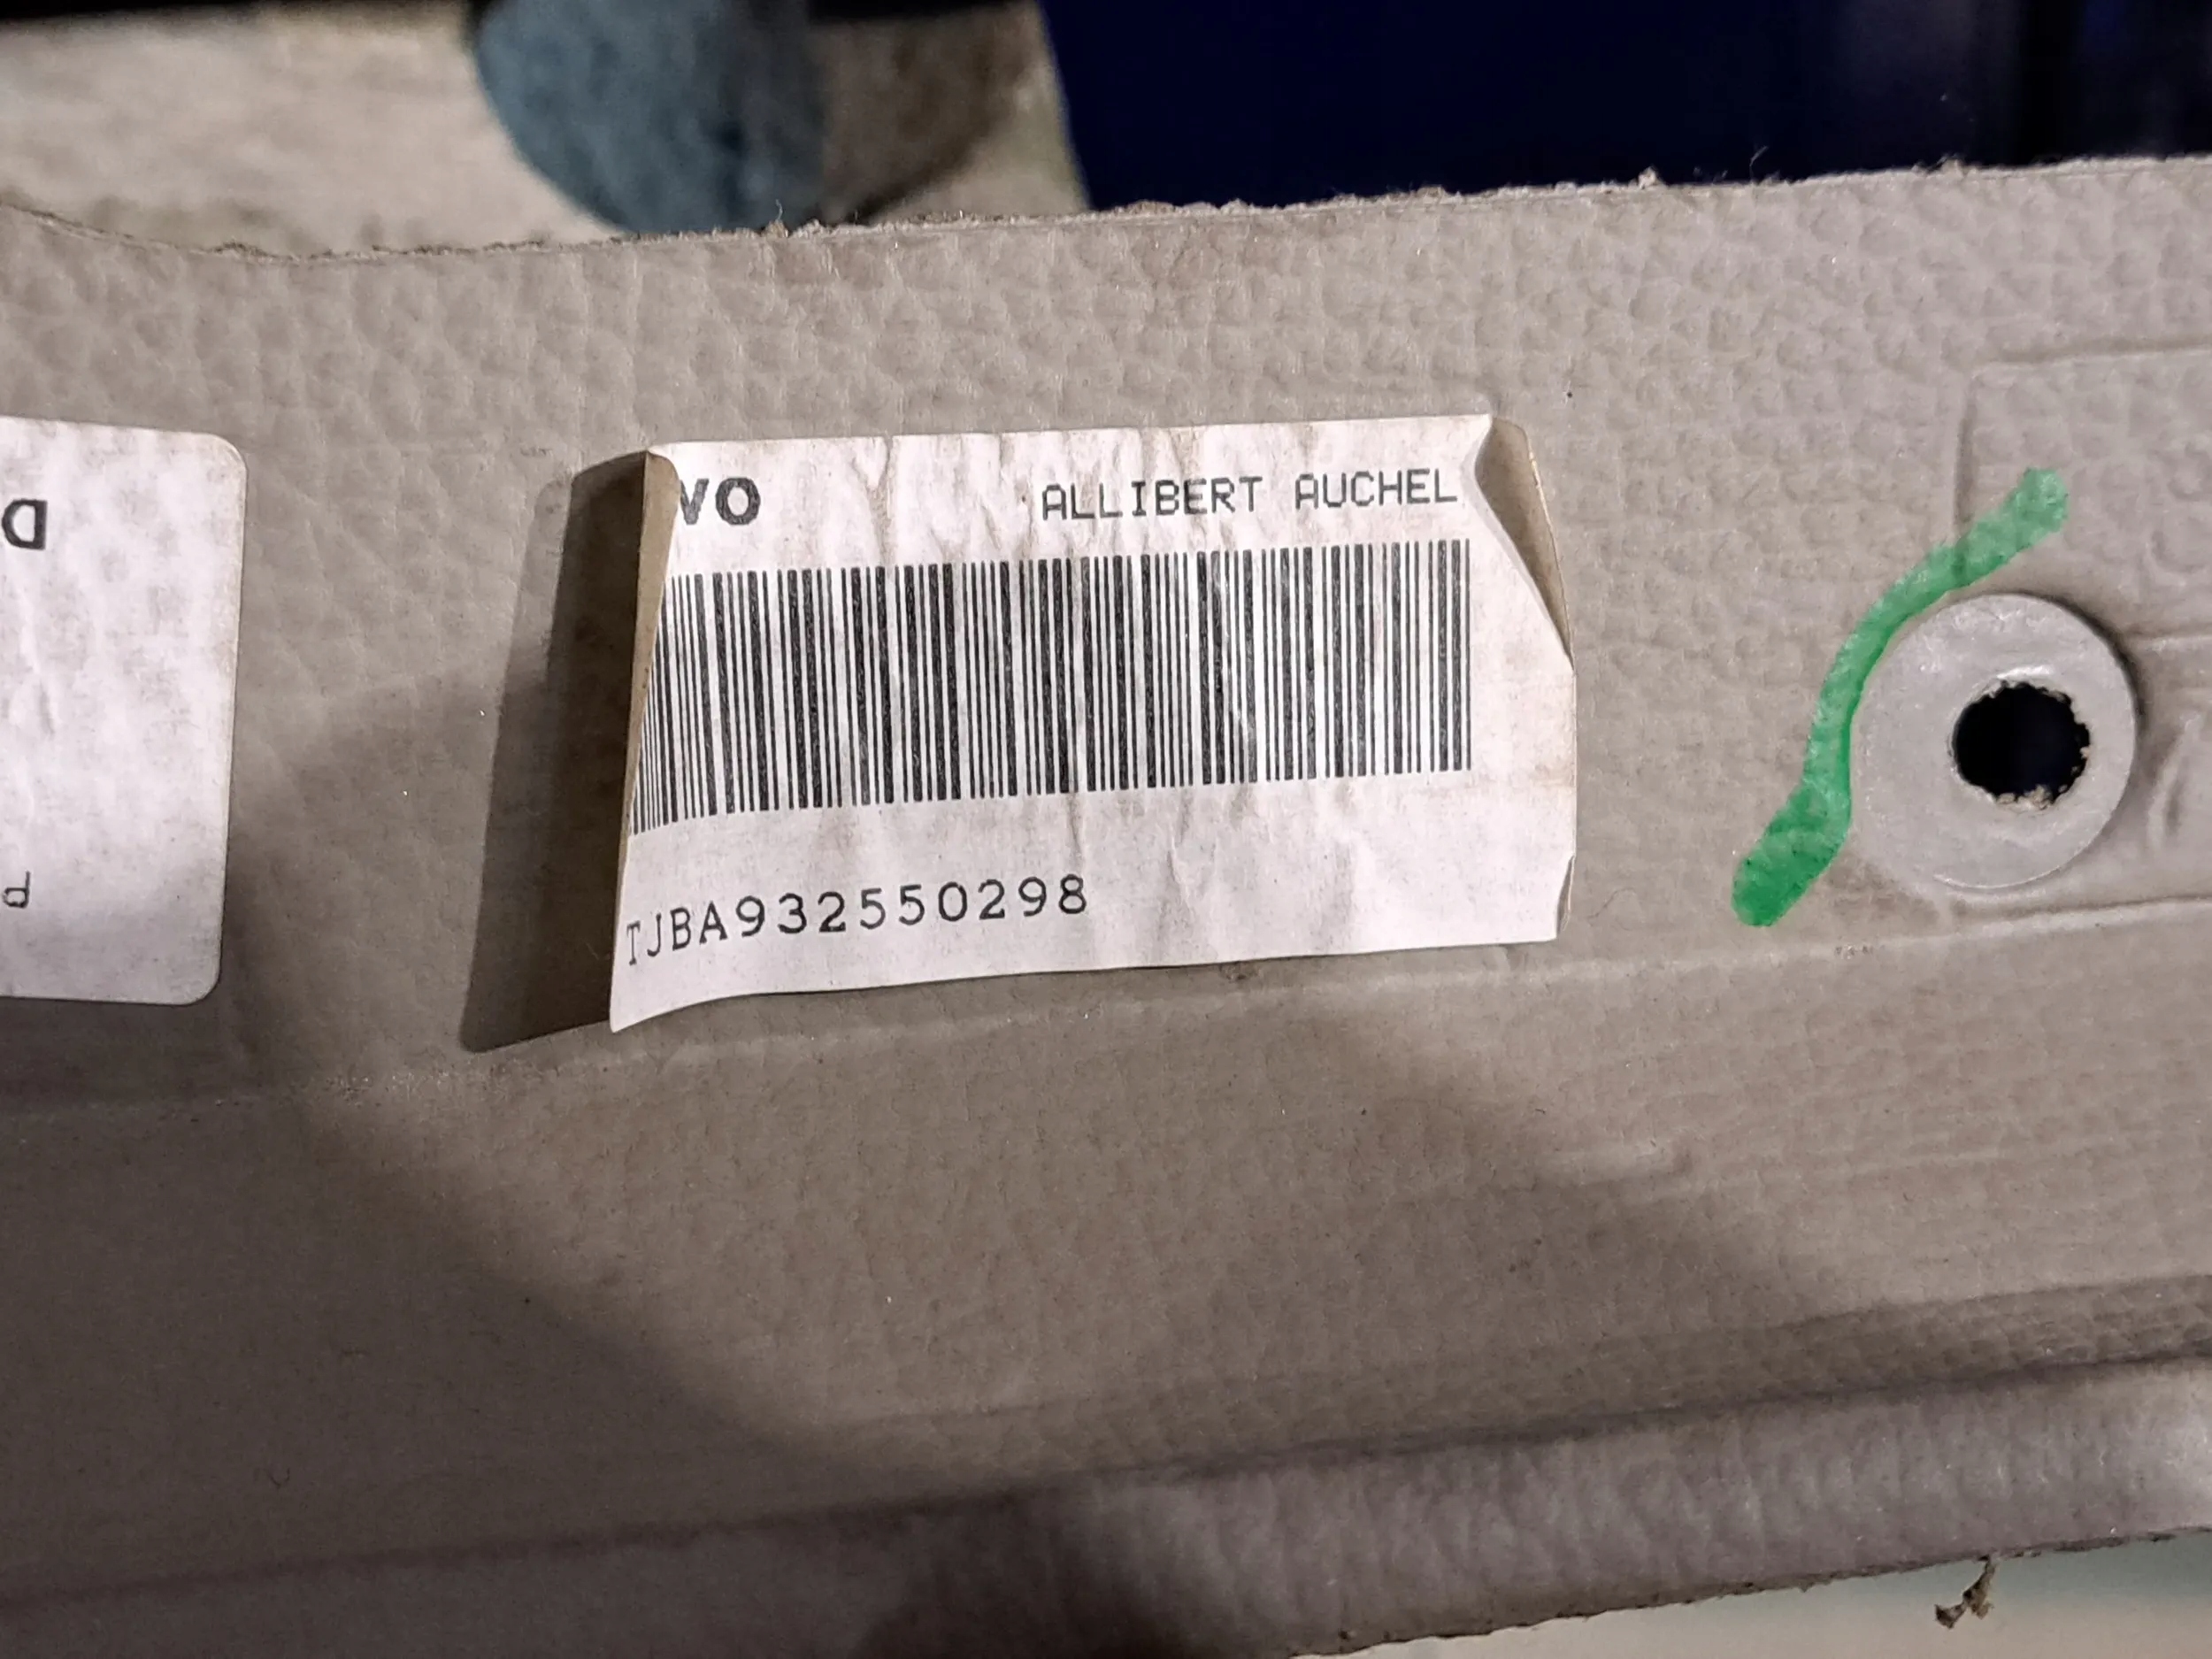 D
VO ALLIBERT AUCHEL
d
TJBA932550298